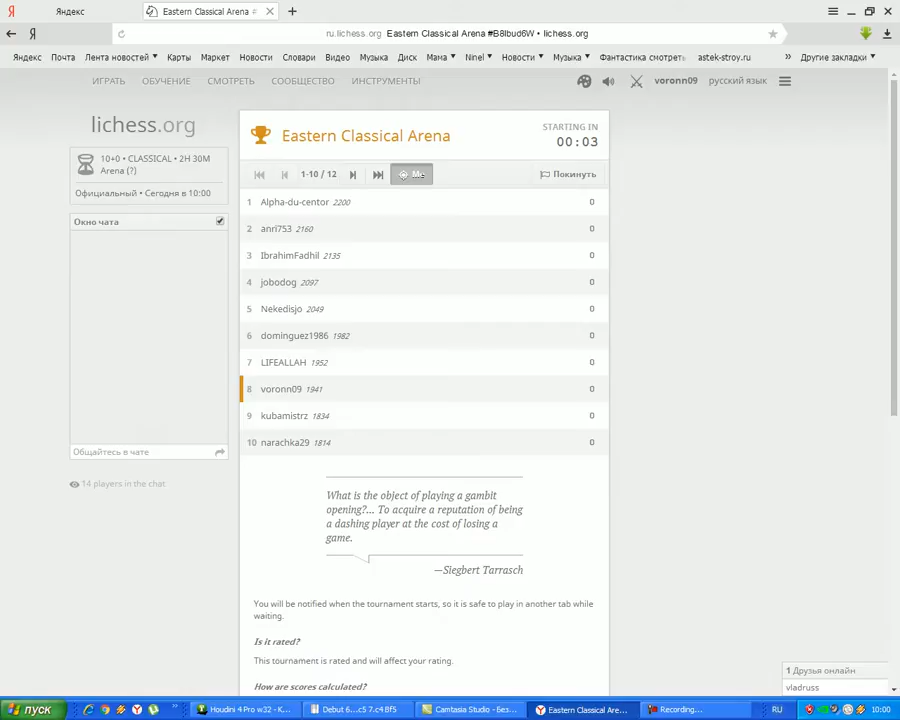 Яндекс
Eastern Classical Arena #
ru.lichess.org Eastern Classical Arena #B8lbud6W • lichess.org
Яндекс Почта Лента новостей Карты Маркет Новости Словари Видео Музыка Диск Мама Ninel Новости Музыка Фантастика смотреть astek-stroy.ru » Другие закладки
ИГРАТЬ ОБУЧЕНИЕ СМОТРЕТЬ СООБЩЕСТВО ИНСТРУМЕНТЫ voronn09 русский язык
lichess.org
10+0 • CLASSICAL • 2H 30M
Arena (?)
Официальный • Сегодня в 10:00
Окно чата
Общайтесь в чате
14 players in the chat
Eastern Classical Arena
STARTING IN
00:03
1-10 / 12 Me Покинуть
1 Alpha-du-centor 2200 0
2 anri753 2160 0
3 IbrahimFadhil 2135 0
4 jobodog 2097 0
5 Nekedisjo 2049 0
6 dominguez1986 1982 0
7 LIFEALLAH 1952 0
8 voronn09 1941 0
9 kubamistrz 1834 0
10 narachka29 1814 0
What is the object of playing a gambit
opening?... To acquire a reputation of being
a dashing player at the cost of losing a
game.
—Siegbert Tarrasch
You will be notified when the tournament starts, so it is safe to play in another tab while
waiting.
Is it rated?
This tournament is rated and will affect your rating.
How are scores calculated?
1 Друзья онлайн
vladruss
пуск
Houdini 4 Pro w32 - К...
Debut 6...c5 7.c4 Bf5
Camtasia Studio - Без...
Eastern Classical Are...
Recording...
RU
10:00